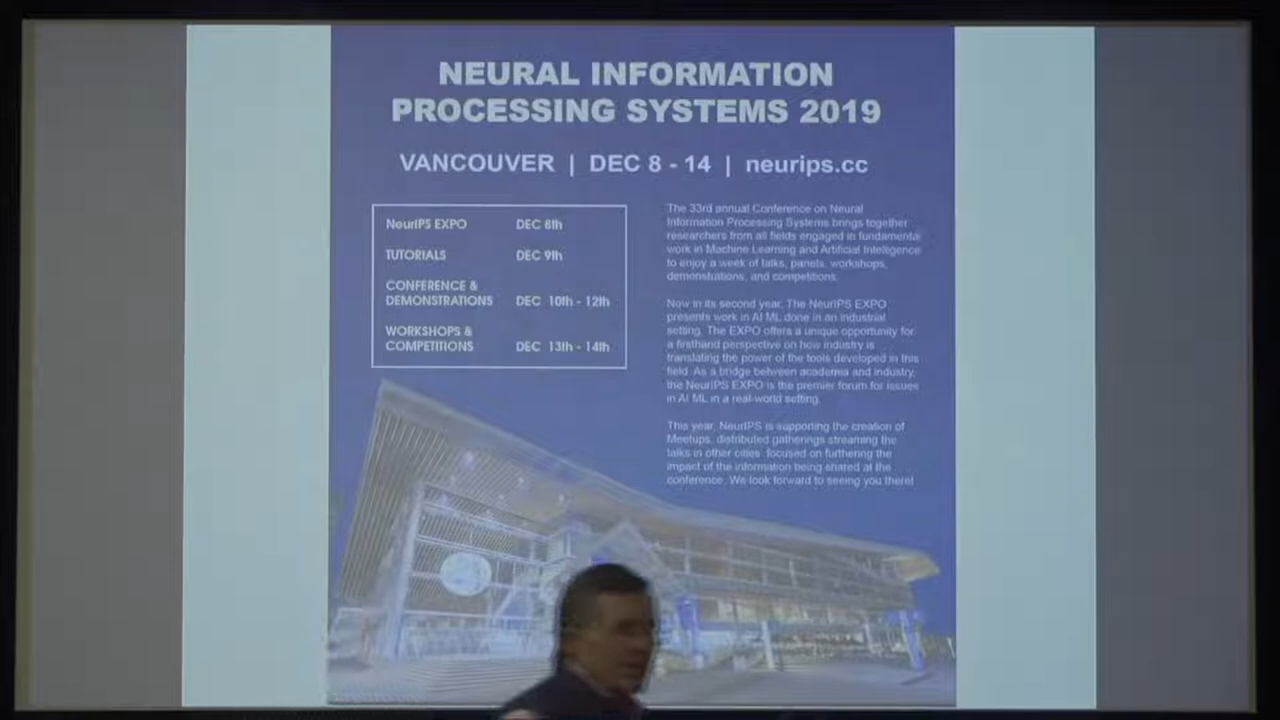 NEURAL INFORMATION
PROCESSING SYSTEMS 2019
VANCOUVER | DEC 8 - 14 | neurips.cc
NeurIPS EXPO DEC 8th
TUTORIALS DEC 9th
CONFERENCE &
DEMONSTRATIONS DEC 10th - 12th
WORKSHOPS &
COMPETITIONS DEC 13th - 14th
The 33rd annual Conference on Neural
Information Processing Systems brings together
researchers from all fields engaged in fundamental
work in Machine Learning and Artificial Intelligence
to enjoy a week of talks, panels, workshops,
demonstrations, and competitions.
Now in its second year, The NeurIPS EXPO
presents work in AI ML done in an industrial
setting. The EXPO offers a unique opportunity for
a firsthand perspective on how industry is
translating the power of the tools developed in this
field. As a bridge between academia and industry,
the NeurIPS EXPO is the premier forum for issues
in AI ML in a real-world setting.
This year, NeurIPS is supporting the creation of
Meetups, distributed gatherings streaming the
talks in other cities focused on furthering the
impact of the information being shared at the
conference. We look forward to seeing you there!